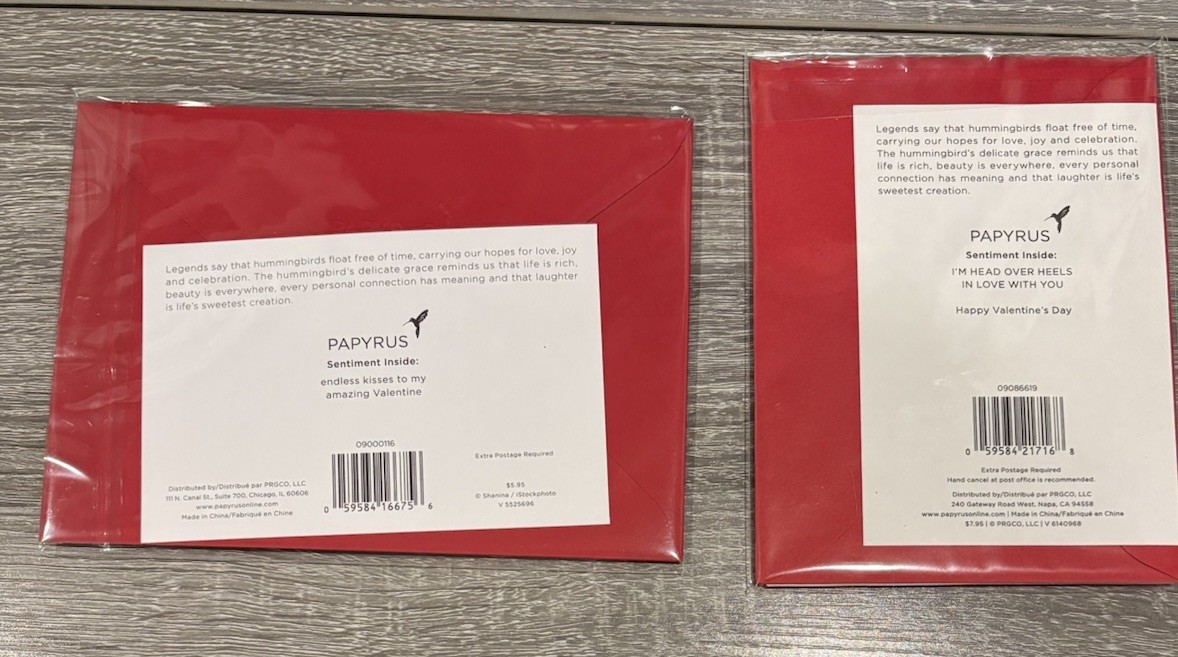 Legends say that hummingbirds float free of time, carrying our hopes for love, joy
and celebration. The hummingbird's delicate grace reminds us that life is rich,
beauty is everywhere, every personal connection has meaning and that laughter
is life's sweetest creation.
PAPYRUS
Sentiment Inside:
endless kisses to my
amazing Valentine
09000116
0 59584 16675 6
Distributed by/Distribué par PRGCO, LLC
111 N. Canal St., Suite 700, Chicago, IL 60606
www.papyrusonline.com
Made in China/Fabriqué en Chine
Extra Postage Required
$5.95
© Shanina / iStockphoto
V 5525696
Legends say that hummingbirds float free of time,
carrying our hopes for love, joy and celebration.
The hummingbird's delicate grace reminds us that
life is rich, beauty is everywhere, every personal
connection has meaning and that laughter is life's
sweetest creation.
PAPYRUS
Sentiment Inside:
I'M HEAD OVER HEELS
IN LOVE WITH YOU
Happy Valentine's Day
09086619
0 59584 21716 8
Extra Postage Required
Hand cancel at post office is recommended.
Distributed by/Distribué par PRGCO, LLC
240 Gateway Road West, Napa, CA 94558
www.papyrusonline.com | Made in China/Fabriqué en Chine
$7.95 | © PRGCO, LLC | V 6140968